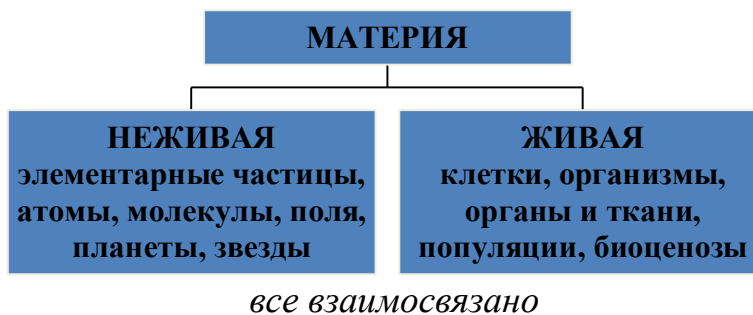 МАТЕРИЯ
НЕЖИВАЯ
элементарные частицы,
атомы, молекулы, поля,
планеты, звезды
ЖИВАЯ
клетки, организмы,
органы и ткани,
популяции, биоценозы
все взаимосвязано